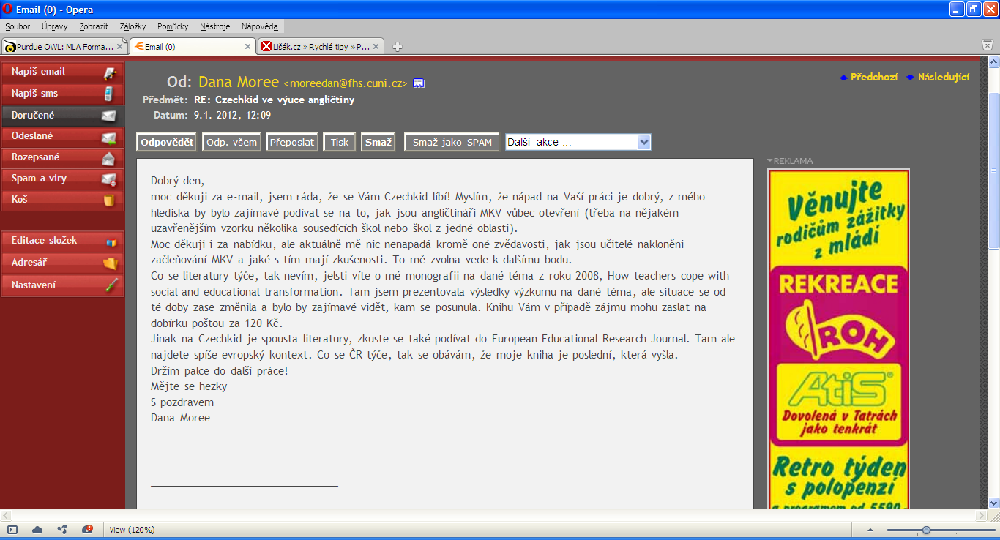 Email (0) - Opera
Soubor Úpravy Zobrazit Záložky Pomůcky Nástroje Nápověda
Purdue OWL: MLA Forma... Email (0) Lišák.cz » Rychlé tipy » P...
Napiš email
Napiš sms
Doručené
Odeslané
Rozepsané
Spam a viry
Koš
Editace složek
Adresář
Nastavení
Od: Dana Moree <moreedan@fhs.cuni.cz>
Předchozí Následující
Předmět: RE: Czechkid ve výuce angličtiny
Datum: 9.1. 2012, 12:09
Odpovědět Odp. všem Přeposlat Tisk Smaž Smaž jako SPAM Další akce ...
Dobrý den,
moc děkuji za e-mail, jsem ráda, že se Vám Czechkid líbí! Myslím, že nápad na Vaší práci je dobrý, z mého
hlediska by bylo zajímavé podívat se na to, jak jsou angličtináři MKV vůbec otevření (třeba na nějakém
uzavřenějším vzorku několika sousedících škol nebo škol z jedné oblasti).
Moc děkuji i za nabídku, ale aktuálně mě nic nenapadá kromě oné zvědavosti, jak jsou učitelé nakloněni
začleňování MKV a jaké s tím mají zkušenosti. To mě zvolna vede k dalšímu bodu.
Co se literatury týče, tak nevím, jelsti víte o mé monografii na dané téma z roku 2008, How teachers cope with
social and educational transformation. Tam jsem prezentovala výsledky výzkumu na dané téma, ale situace se od
té doby zase změnila a bylo by zajímavé vidět, kam se posunula. Knihu Vám v případě zájmu mohu zaslat na
dobírku poštou za 120 Kč.
Jinak na Czechkid je spousta literatury, zkuste se také podívat do European Educational Research Journal. Tam ale
najdete spíše evropský kontext. Co se ČR týče, tak se obávám, že moje kniha je poslední, která vyšla.
Držím palce do další práce!
Mějte se hezky
S pozdravem
Dana Moree
REKLAMA
Věnujte
rodičům zážitky
z mládí
REKREACE
ROH
AtiS®
Dovolená v Tatrách
jako tenkrát
Retro týden
s polopenzí
a programem od 5590
View (120%)